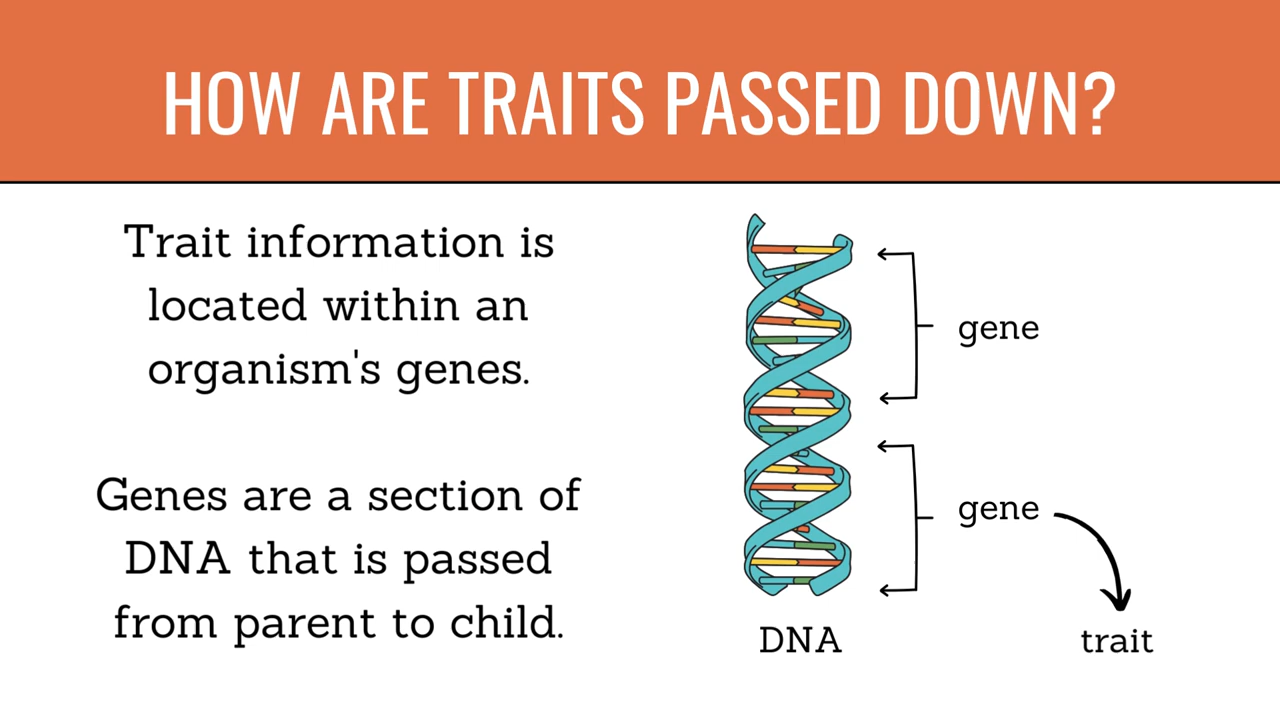 HOW ARE TRAITS PASSED DOWN?
Trait information is
located within an
organism's genes.
Genes are a section of
DNA that is passed
from parent to child.
gene
gene
DNA
trait